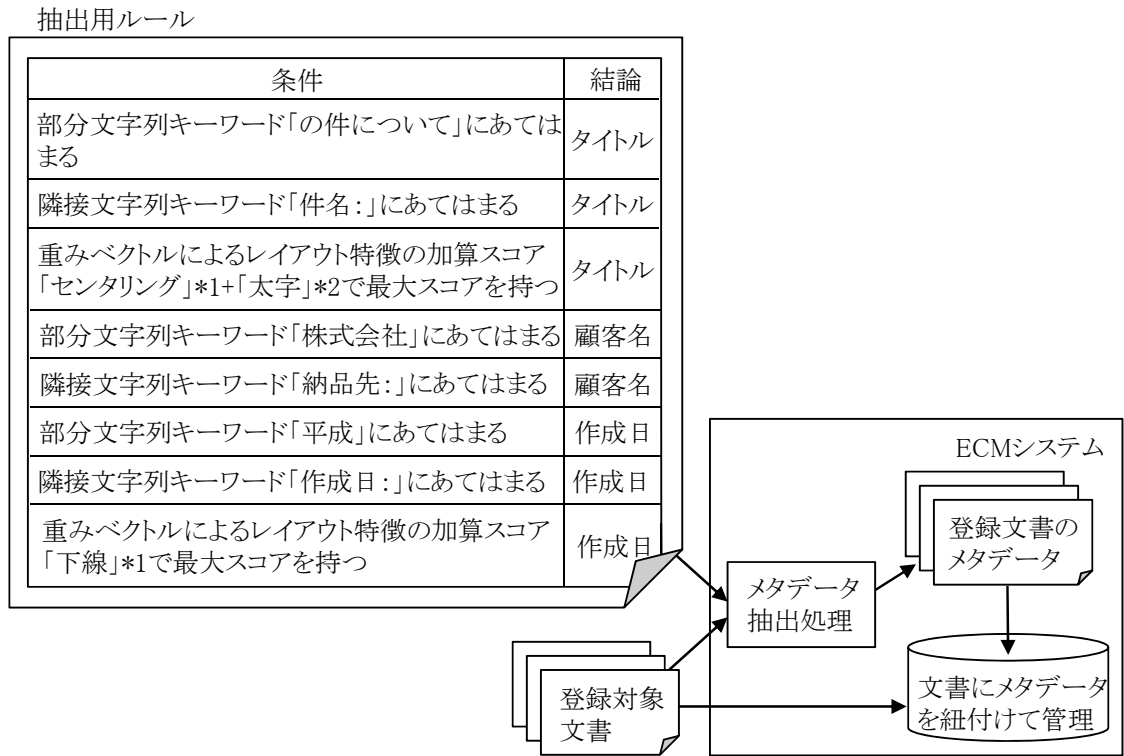 抽出用ルール
条件 結論
部分文字列キーワード「の件について」にあては
まる
タイトル
隣接文字列キーワード「件名:」にあてはまる タイトル
重みベクトルによるレイアウト特徴の加算スコア
「センタリング」*1+「太字」*2で最大スコアを持つ
タイトル
部分文字列キーワード「株式会社」にあてはまる 顧客名
隣接文字列キーワード「納品先:」にあてはまる 顧客名
部分文字列キーワード「平成」にあてはまる 作成日
隣接文字列キーワード「作成日:」にあてはまる 作成日
重みベクトルによるレイアウト特徴の加算スコア
「下線」*1で最大スコアを持つ
作成日
ECMシステム
登録文書の
メタデータ
メタデータ
抽出処理
文書にメタデータ
を紐付けて管理
登録対象
文書